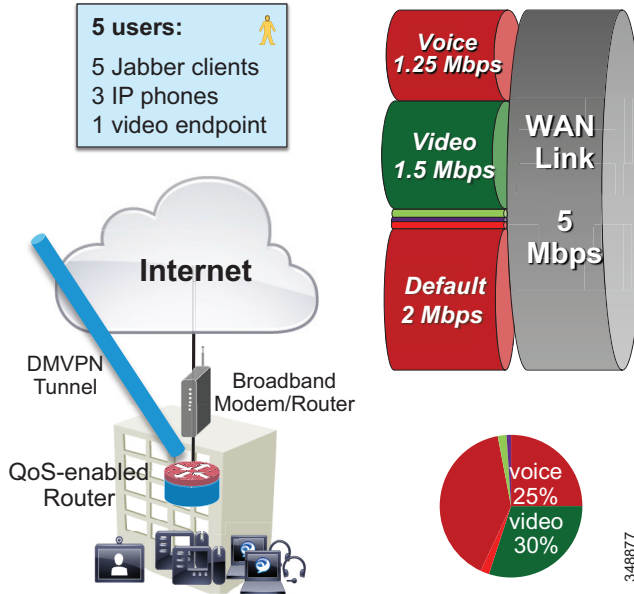 5 users:
5 Jabber clients
3 IP phones
1 video endpoint
Voice
1.25 Mbps
Video
1.5 Mbps
Default
2 Mbps
WAN
Link
5
Mbps
Internet
DMVPN
Tunnel
Broadband
Modem/Router
QoS-enabled
Router
voice
25%
video
30%
348877